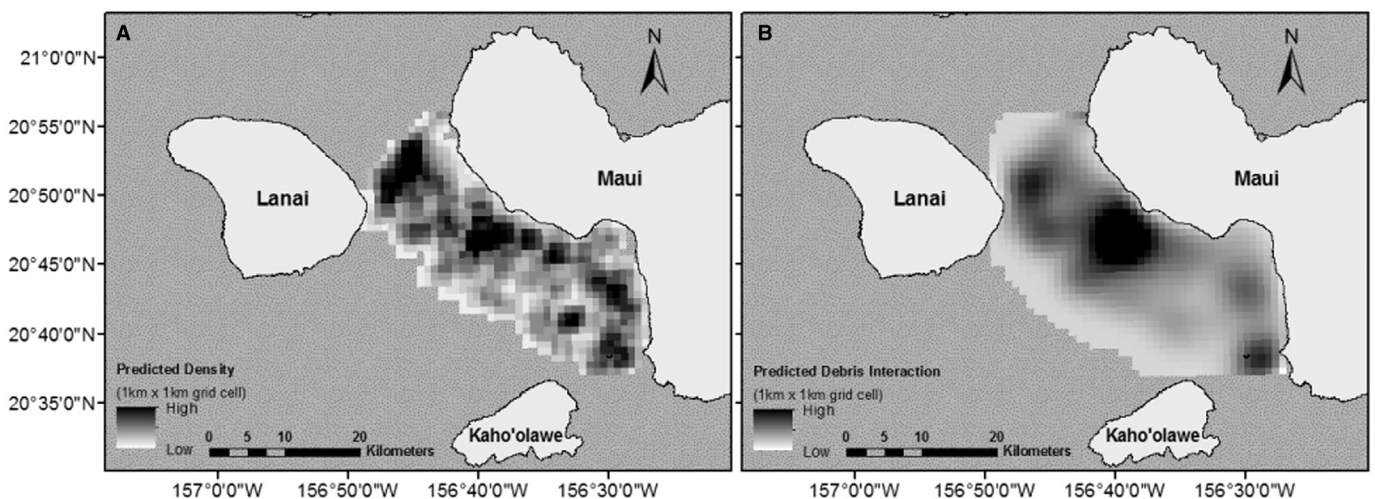 A
N
21°0'0"N
20°55'0"N
20°50'0"N
20°45'0"N
20°40'0"N
20°35'0"N
Lanai
Maui
Kaho'olawe
Predicted Density
(1km x 1km grid cell)
High
Low
0 5 10 20
Kilometers
157°0'0"W 156°50'0"W 156°40'0"W 156°30'0"W
B
N
Lanai
Maui
Kaho'olawe
Predicted Debris Interaction
(1km x 1km grid cell)
High
Low
0 5 10 20
Kilometers
157°0'0"W 156°50'0"W 156°40'0"W 156°30'0"W